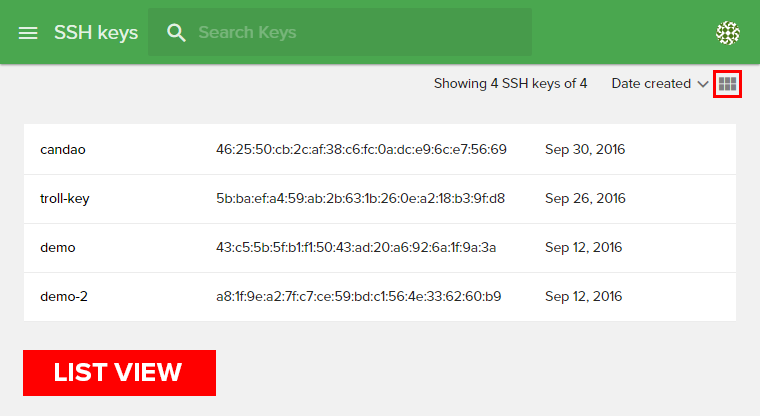 SSH keys Search Keys
Showing 4 SSH keys of 4 Date created
candao 46:25:50:cb:2c:af:38:c6:fc:0a:dc:e9:6c:e7:56:69 Sep 30, 2016
troll-key 5b:ba:ef:a4:59:ab:2b:63:1b:26:0e:a2:18:b3:9f:d8 Sep 26, 2016
demo 43:c5:5b:5f:b1:f1:50:43:ad:20:a6:92:6a:1f:9a:3a Sep 12, 2016
demo-2 a8:1f:9e:a2:7f:c7:ce:59:bd:c1:56:4e:33:62:60:b9 Sep 12, 2016
LIST VIEW